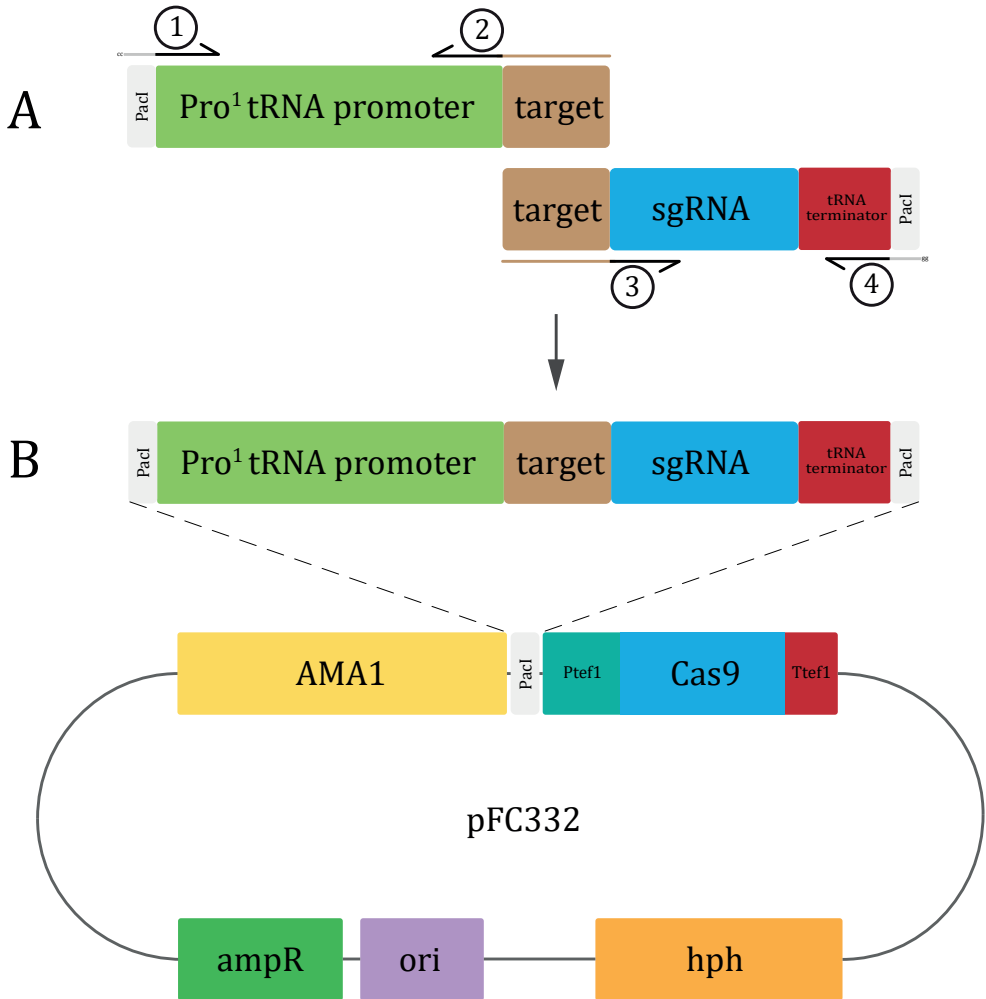 1
2
A
PacI
Pro¹ tRNA promoter
target
target
sgRNA
tRNA
terminator
PacI
3
4
B
PacI
Pro¹ tRNA promoter
target
sgRNA
tRNA
terminator
PacI
AMA1
PacI
Ptef1
Cas9
Ttef1
pFC332
ampR
ori
hph